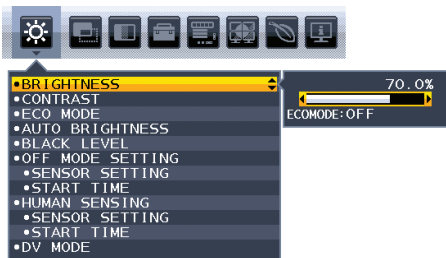 •BRIGHTNESS
70.0%
•CONTRAST
ECOMODE:OFF
•ECO MODE
•AUTO BRIGHTNESS
•BLACK LEVEL
•OFF MODE SETTING
•SENSOR SETTING
•START TIME
•HUMAN SENSING
•SENSOR SETTING
•START TIME
•DV MODE